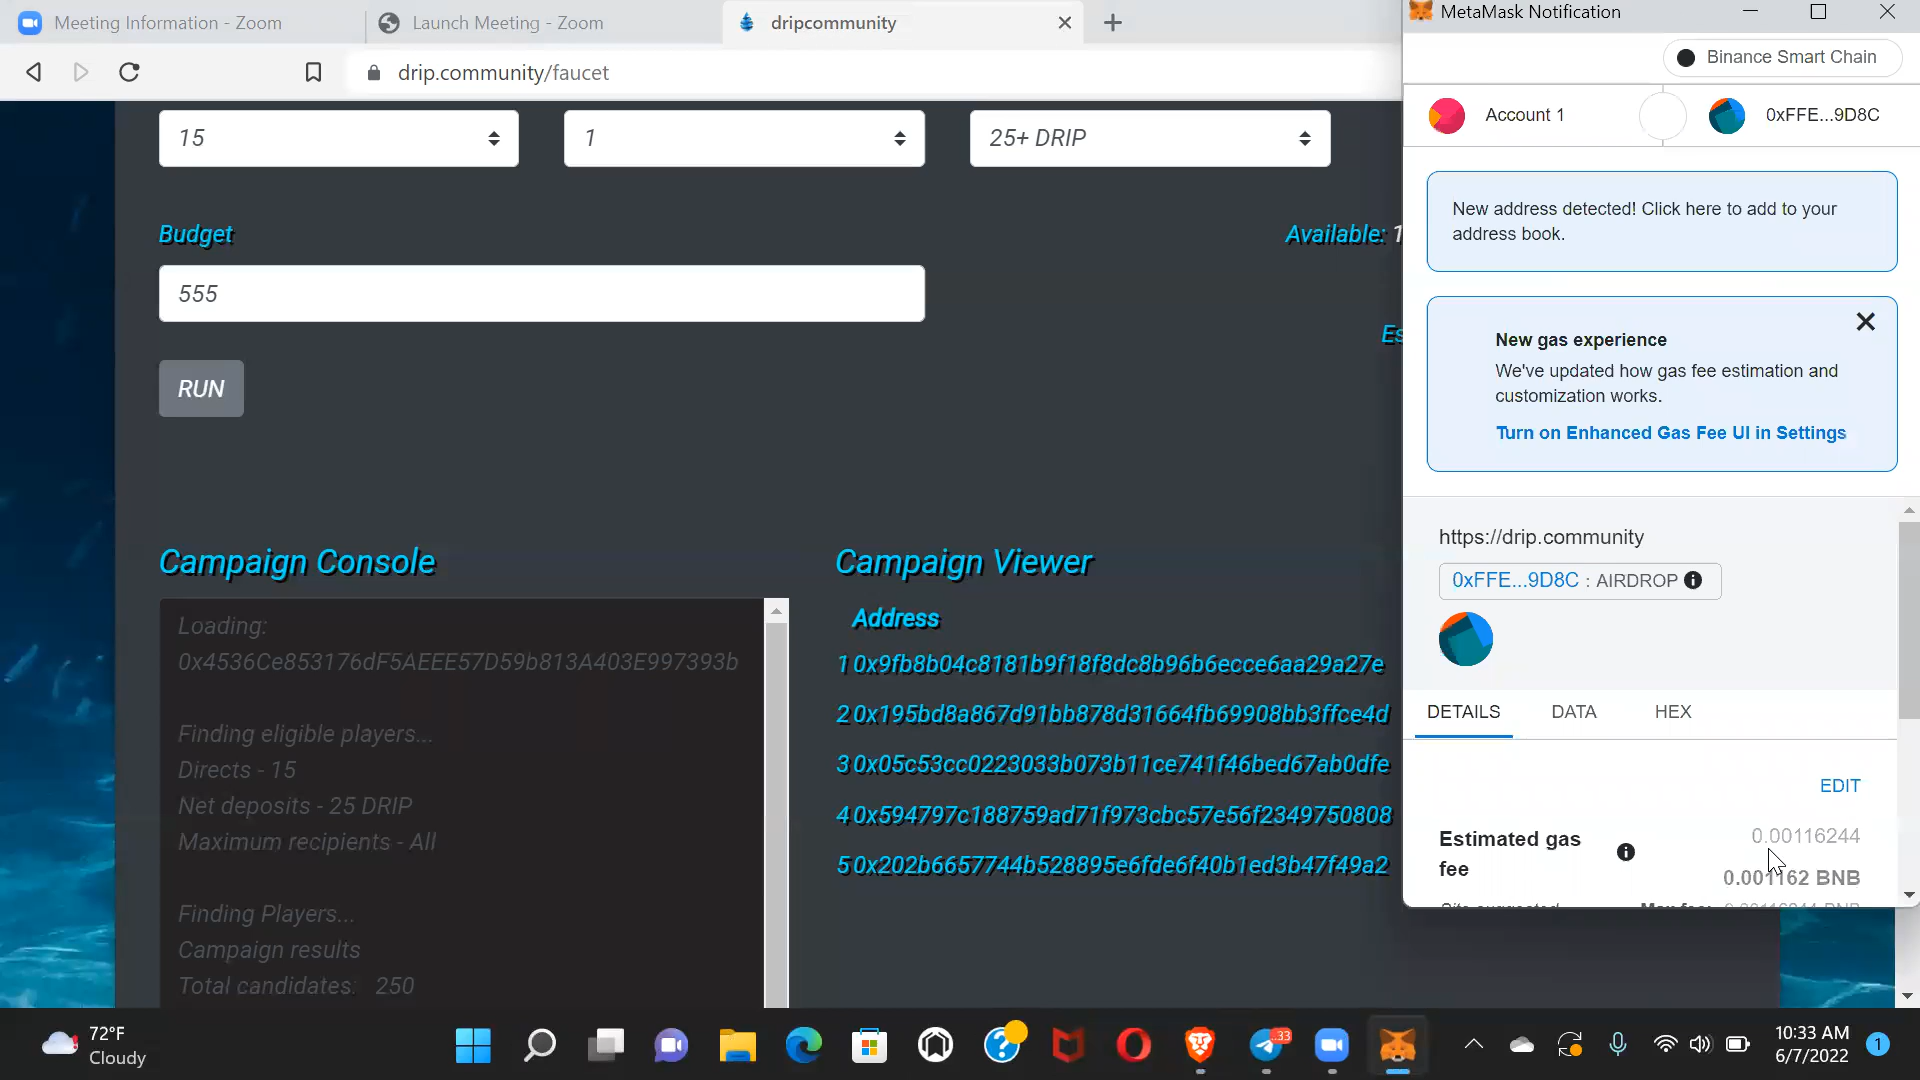 Meeting Information - Zoom
Launch Meeting - Zoom
dripcommunity
drip.community/faucet
15
1
25+ DRIP
Budget
Available: 1
555
Es
RUN
Campaign Console
Loading:
0x4536Ce853176dF5AEEE57D59b813A403E997393b
Finding eligible players...
Directs - 15
Net deposits - 25 DRIP
Maximum recipients - All
Finding Players...
Campaign results
Total candidates: 250
Campaign Viewer
Address
1 0x9fb8b04c8181b9f18f8dc8b96b6ecce6aa29a27e
2 0x195bd8a867d91bb878d31664fb69908bb3ffce4d
3 0x05c53cc0223033b073b11ce741f46bed67ab0dfe
4 0x594797c188759ad71f973cbc57e56f2349750808
5 0x202b6657744b528895e6fde6f40b1ed3b47f49a2
MetaMask Notification
Binance Smart Chain
Account 1
0xFFE...9D8C
New address detected! Click here to add to your
address book.
New gas experience
We've updated how gas fee estimation and
customization works.
Turn on Enhanced Gas Fee UI in Settings
https://drip.community
0xFFE...9D8C : AIRDROP
DETAILS
DATA
HEX
EDIT
Estimated gas
fee
0.00116244
0.001162 BNB
72°F
Cloudy
33
10:33 AM
6/7/2022
1